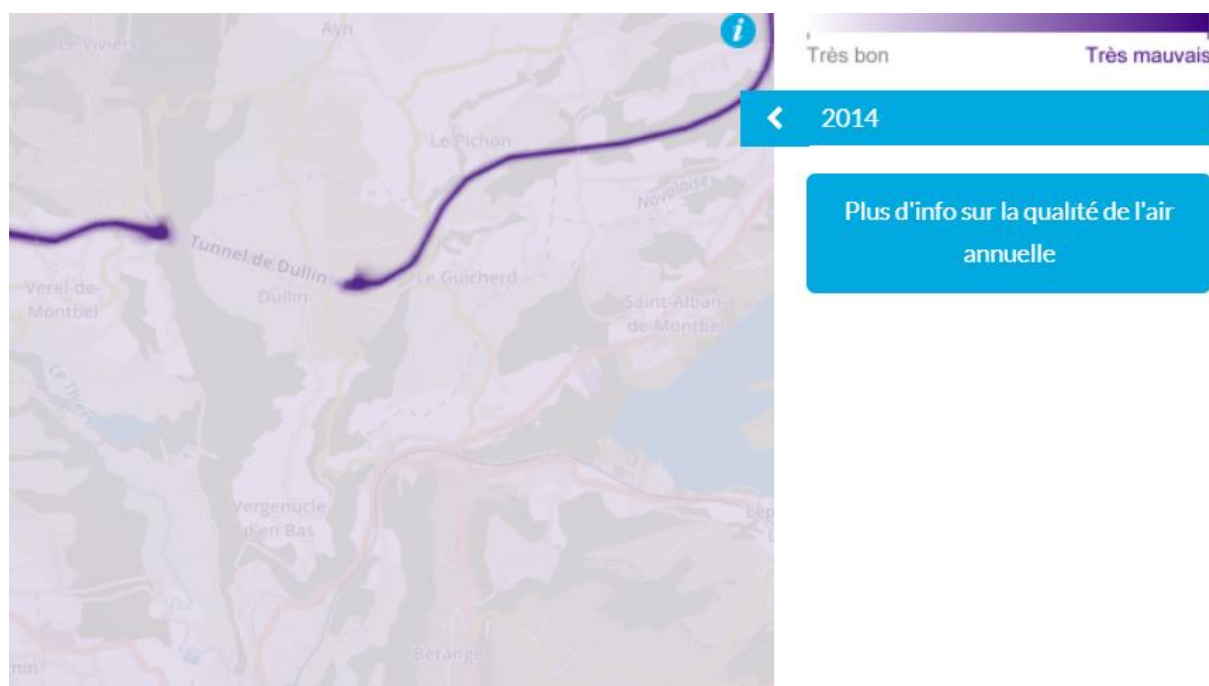 Le Viviers
Ayn
i
Très bon
Très mauvais
2014
Le Pichon
Plus d'info sur la qualité de l'air
annuelle
Novalaise
Tunnel de Dullin
Dullin
Le Guicherd
Verel-de-
Montbel
Saint-Alban-
de-Montbel
Le Thiers
Vergenucle
d'en Bas
Bérange